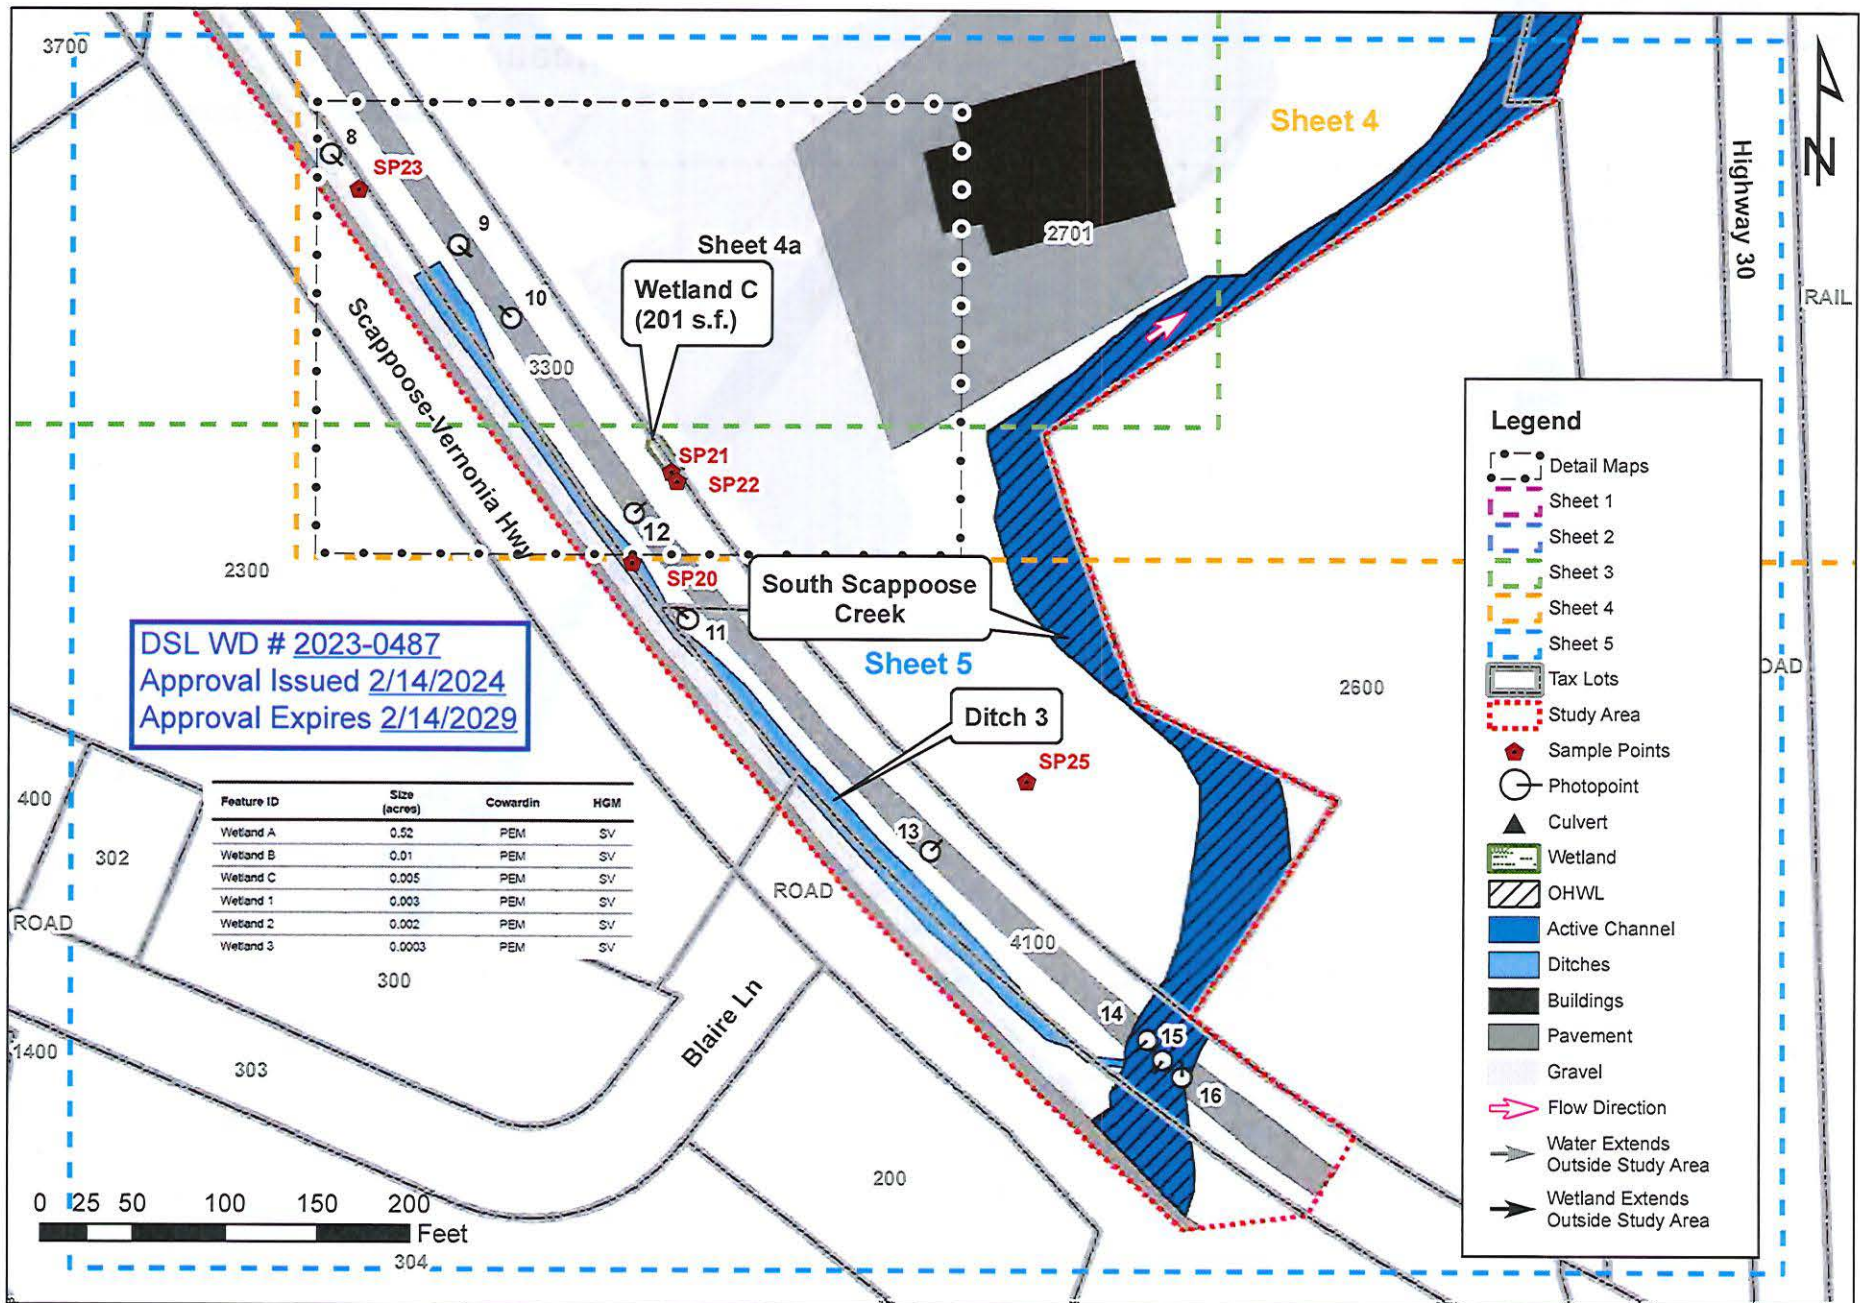 3700
Sheet 4
8
SP23
Highway 30
N
9
2701
Sheet 4a
Wetland C
(201 s.f.)
10
RAIL
Scappoose-Vernonia Hwy
3300
SP21
SP22
12
2300
SP20
South Scappoose
Creek
11
Sheet 5
2600
ROAD
DSL WD # 2023-0487
Approval Issued 2/14/2024
Approval Expires 2/14/2029
Ditch 3
SP25
400
302
13
ROAD
ROAD
Feature ID Size (acres) Cowardin HGM
Wetland A 0.52 PEM SV
Wetland B 0.01 PEM SV
Wetland C 0.005 PEM SV
Wetland 1 0.003 PEM SV
Wetland 2 0.002 PEM SV
Wetland 3 0.0003 PEM SV
4100
300
Blaire Ln
14
15
16
1400
303
200
0 25 50 100 150 200
Feet
304
Legend
Detail Maps
Sheet 1
Sheet 2
Sheet 3
Sheet 4
Sheet 5
Tax Lots
Study Area
Sample Points
Photopoint
Culvert
Wetland
OHWL
Active Channel
Ditches
Buildings
Pavement
Gravel
Flow Direction
Water Extends
Outside Study Area
Wetland Extends
Outside Study Area